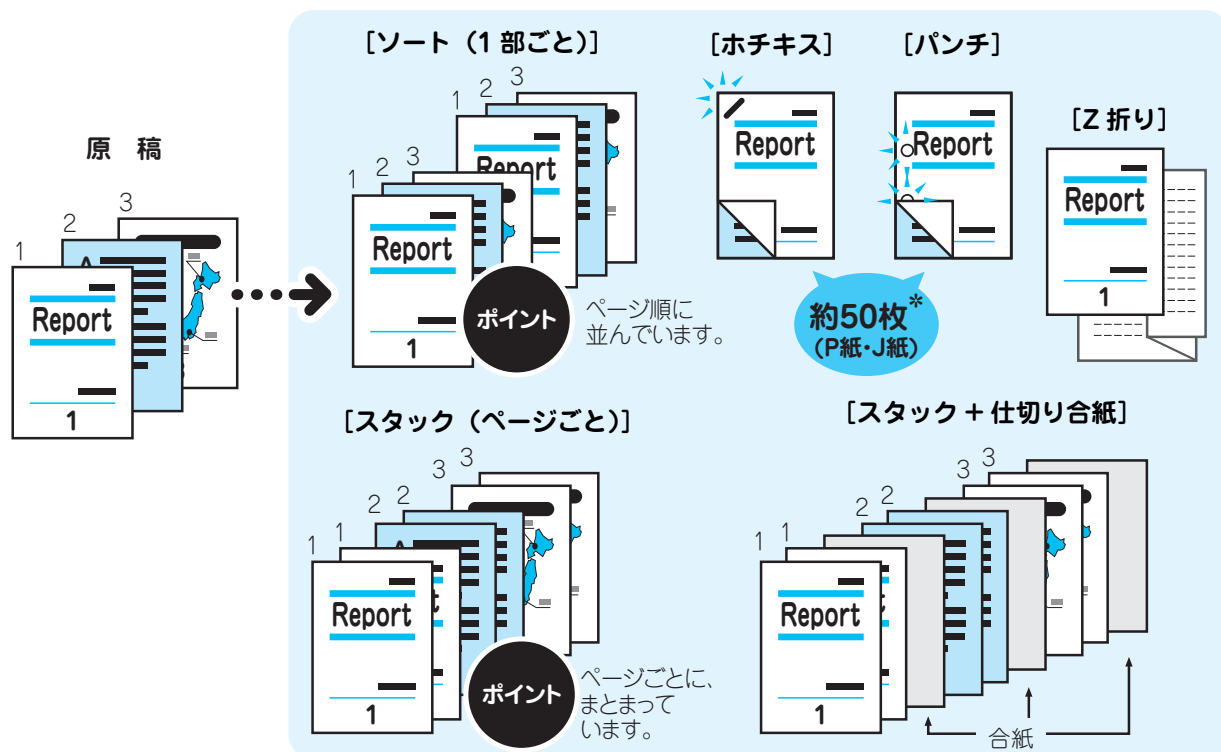 原 稿
1
2
3
Report
1
[ソート（1 部ごと）]
1
2
3
1
2
3
Report
Report
1
ポイント
ページ順に
並んでいます。
[ホチキス]
Report
[パンチ]
Report
約50枚*
(P紙・J紙)
[Z 折り]
Report
1
[スタック（ページごと）]
1
1
2
2
3
3
Report
1
ポイント
ページごとに、
まとまって
います。
[スタック + 仕切り合紙]
1
1
2
2
3
3
Report
1
合紙